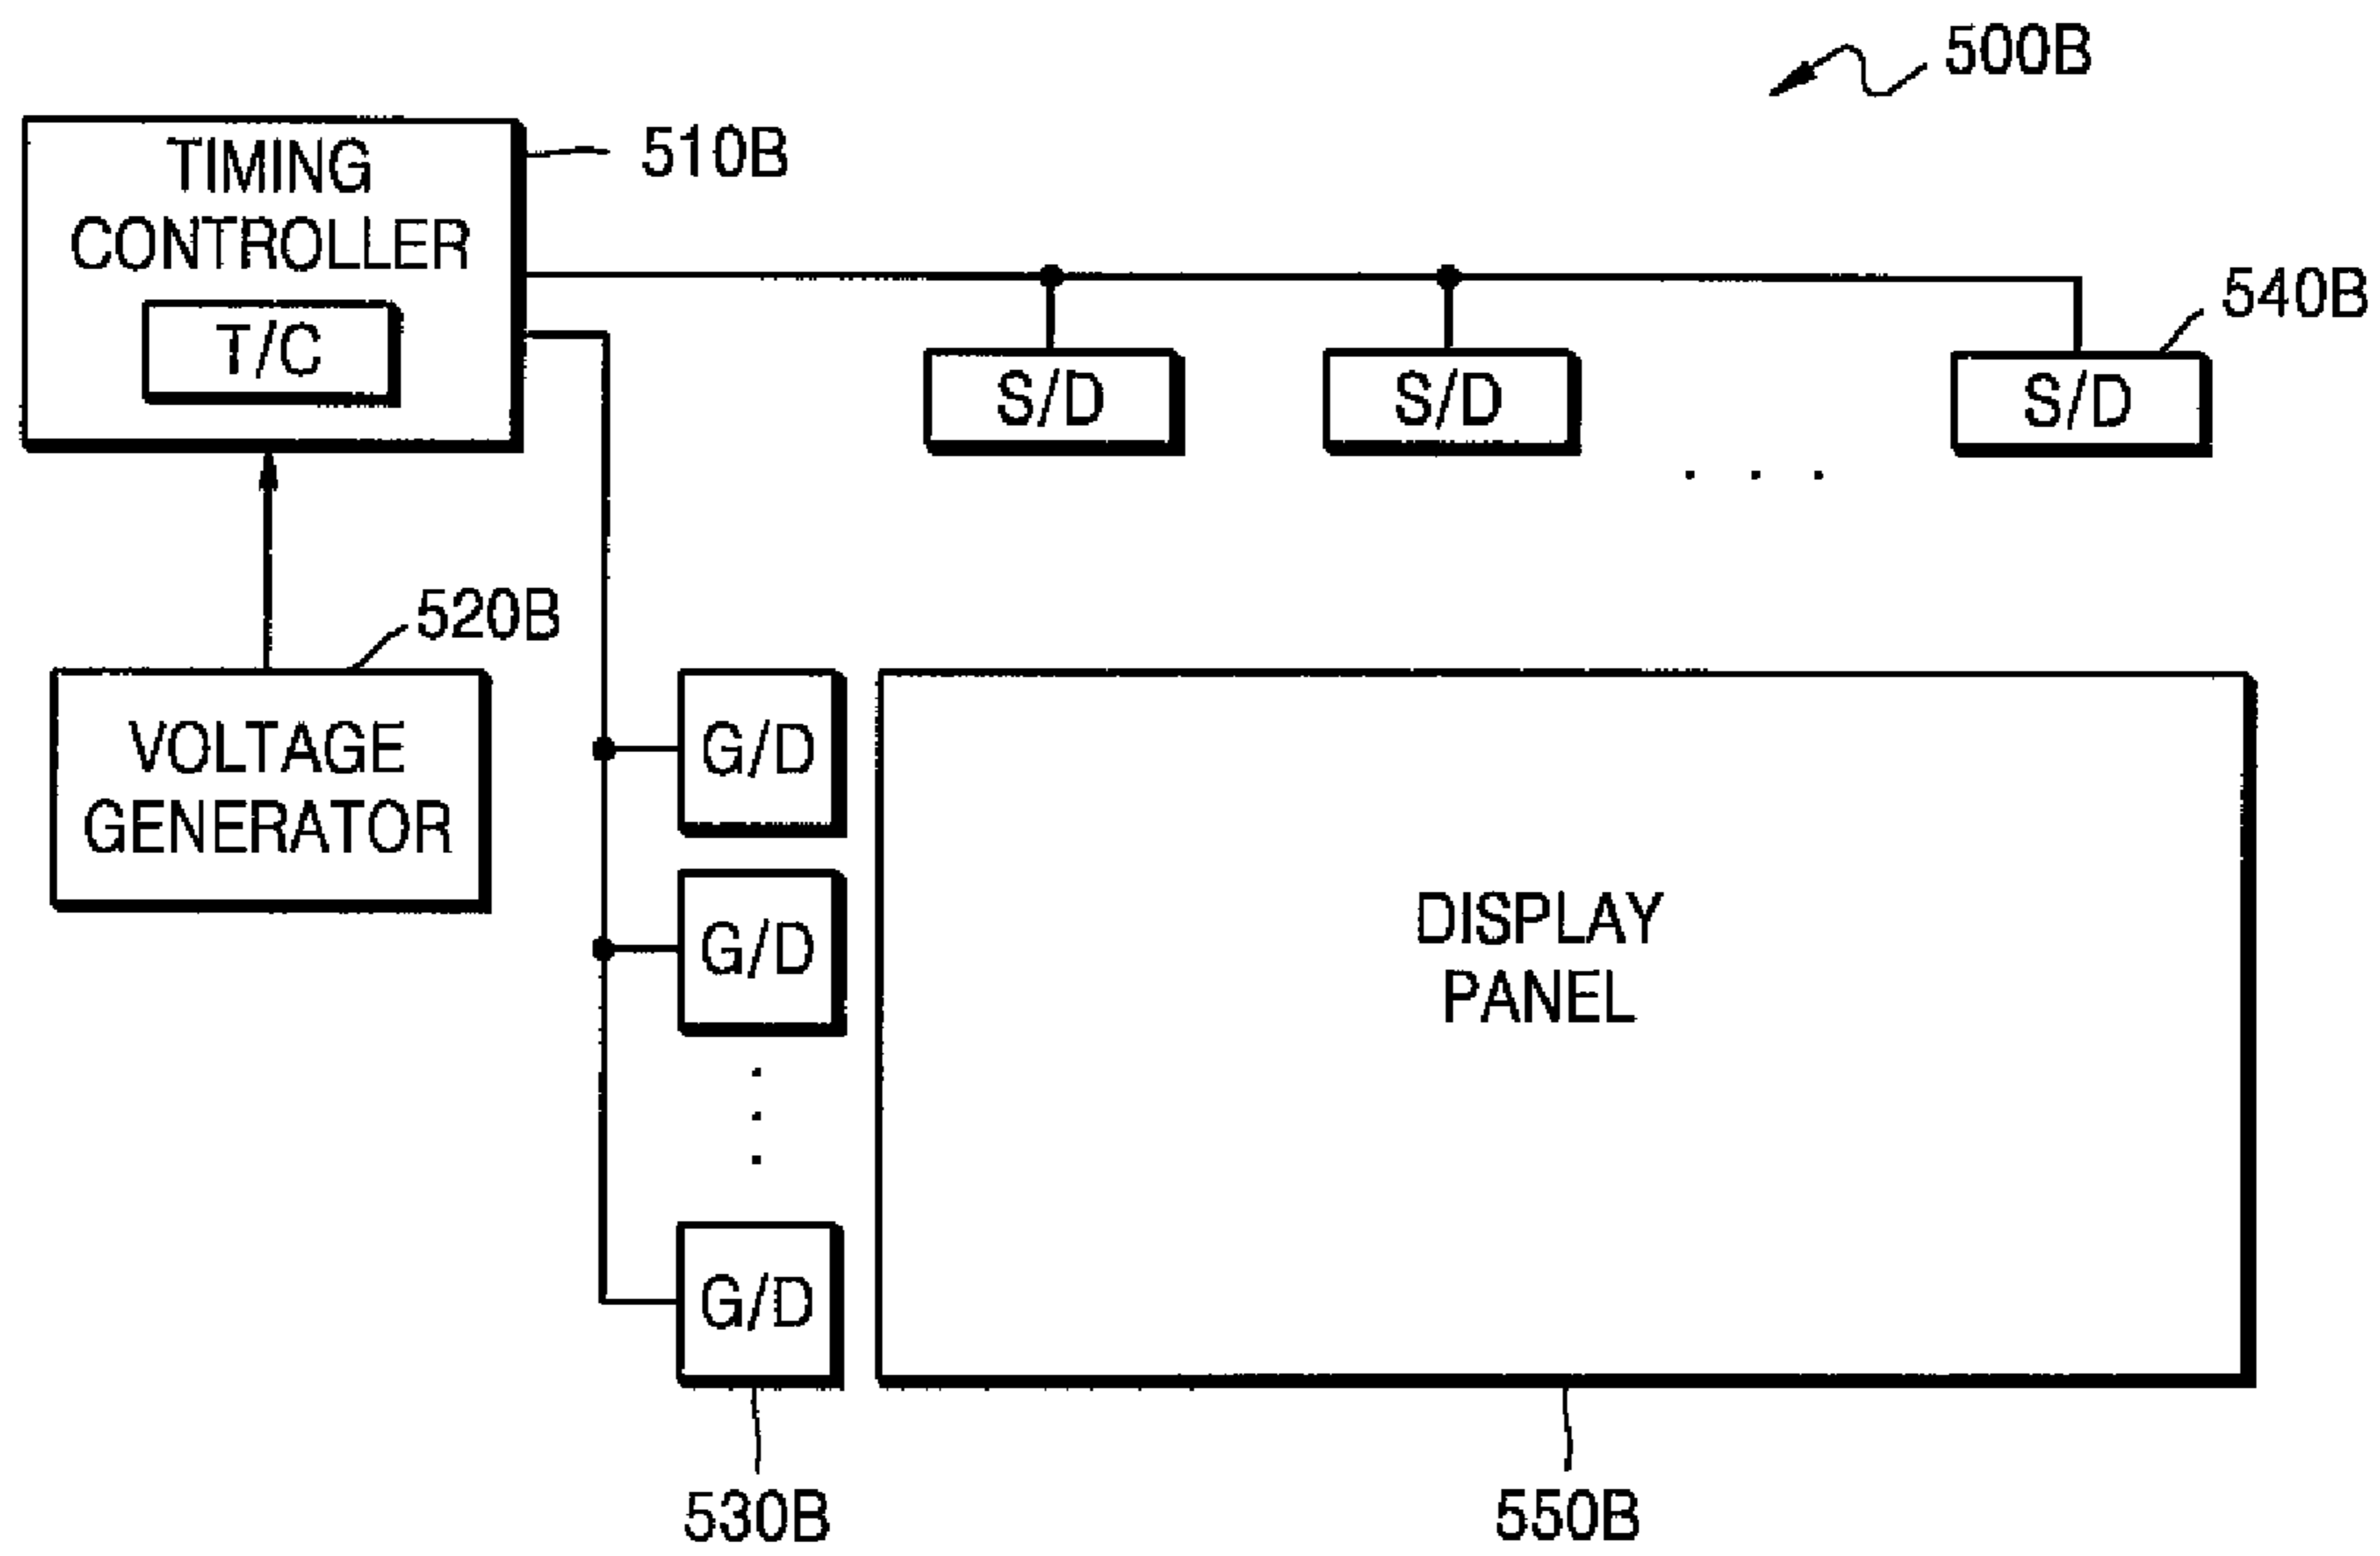 500B
TIMING
CONTROLLER
T/C
510B
540B
S/D
S/D
S/D
. . .
520B
VOLTAGE
GENERATOR
G/D
G/D
G/D
DISPLAY
PANEL
530B
550B